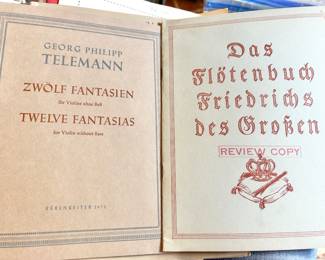 GEORG PHILIPP
TELEMANN
ZWÖLF FANTASIEN
für Violine ohne Baß
TWELVE FANTASIAS
for Violin without Bass
Das
Flötenbuch
Friedrichs
des Großen
REVIEW COPY